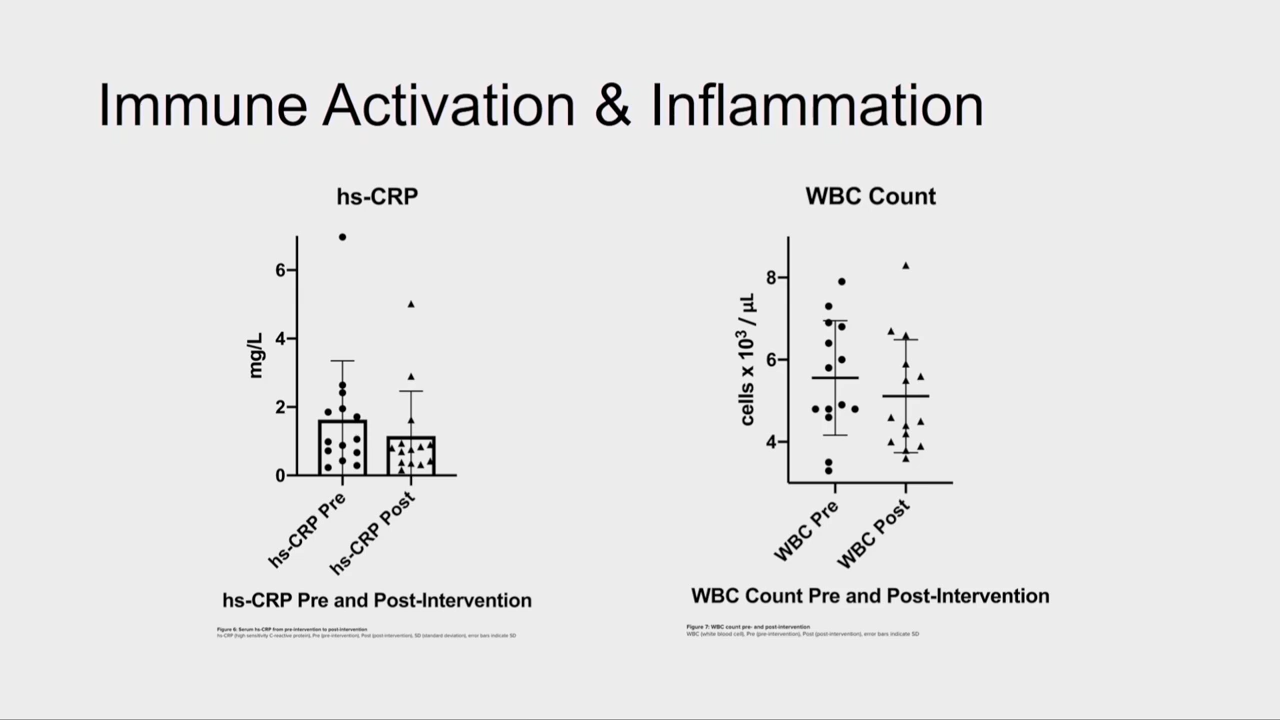 Immune Activation & Inflammation
hs-CRP
6
4
2
0
mg/L
hs-CRP Pre
hs-CRP Post
hs-CRP Pre and Post-Intervention
Figure 6: Serum hs-CRP from pre-intervention to post-intervention
hs-CRP (high sensitivity C-reactive protein), Pre (pre-intervention), Post (post-intervention), SD (standard deviation), error bars indicate SD
WBC Count
8
6
4
cells x 10³ / µL
WBC Pre
WBC Post
WBC Count Pre and Post-Intervention
Figure 7: WBC count pre- and post-intervention
WBC (white blood cell), Pre (pre-intervention), Post (post-intervention), error bars indicate SD